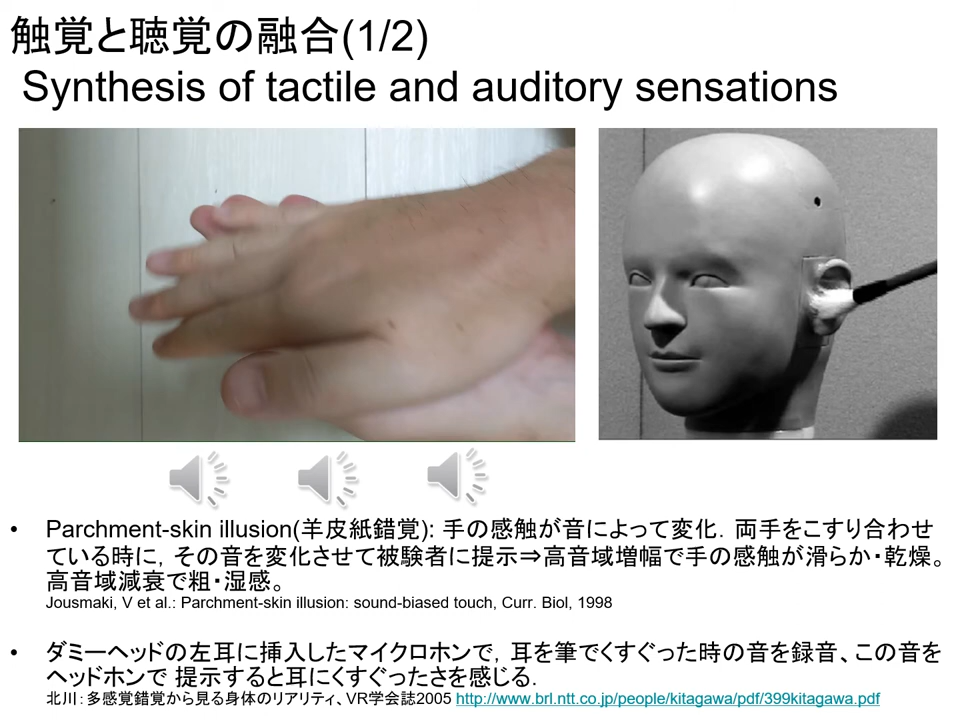 触覚と聴覚の融合(1/2)
Synthesis of tactile and auditory sensations
• Parchment-skin illusion(羊皮紙錯覚): 手の感触が音によって変化．両手をこすり合わせ
ている時に，その音を変化させて被験者に提示⇒高音域増幅で手の感触が滑らか・乾燥。
高音域減衰で粗・湿感。
Jousmaki, V et al.: Parchment-skin illusion: sound-biased touch, Curr. Biol, 1998
• ダミーヘッドの左耳に挿入したマイクロホンで，耳を筆でくすぐった時の音を録音、この音を
ヘッドホンで 提示すると耳にくすぐったさを感じる．
北川：多感覚錯覚から見る身体のリアリティ、VR学会誌2005 http://www.brl.ntt.co.jp/people/kitagawa/pdf/399kitagawa.pdf